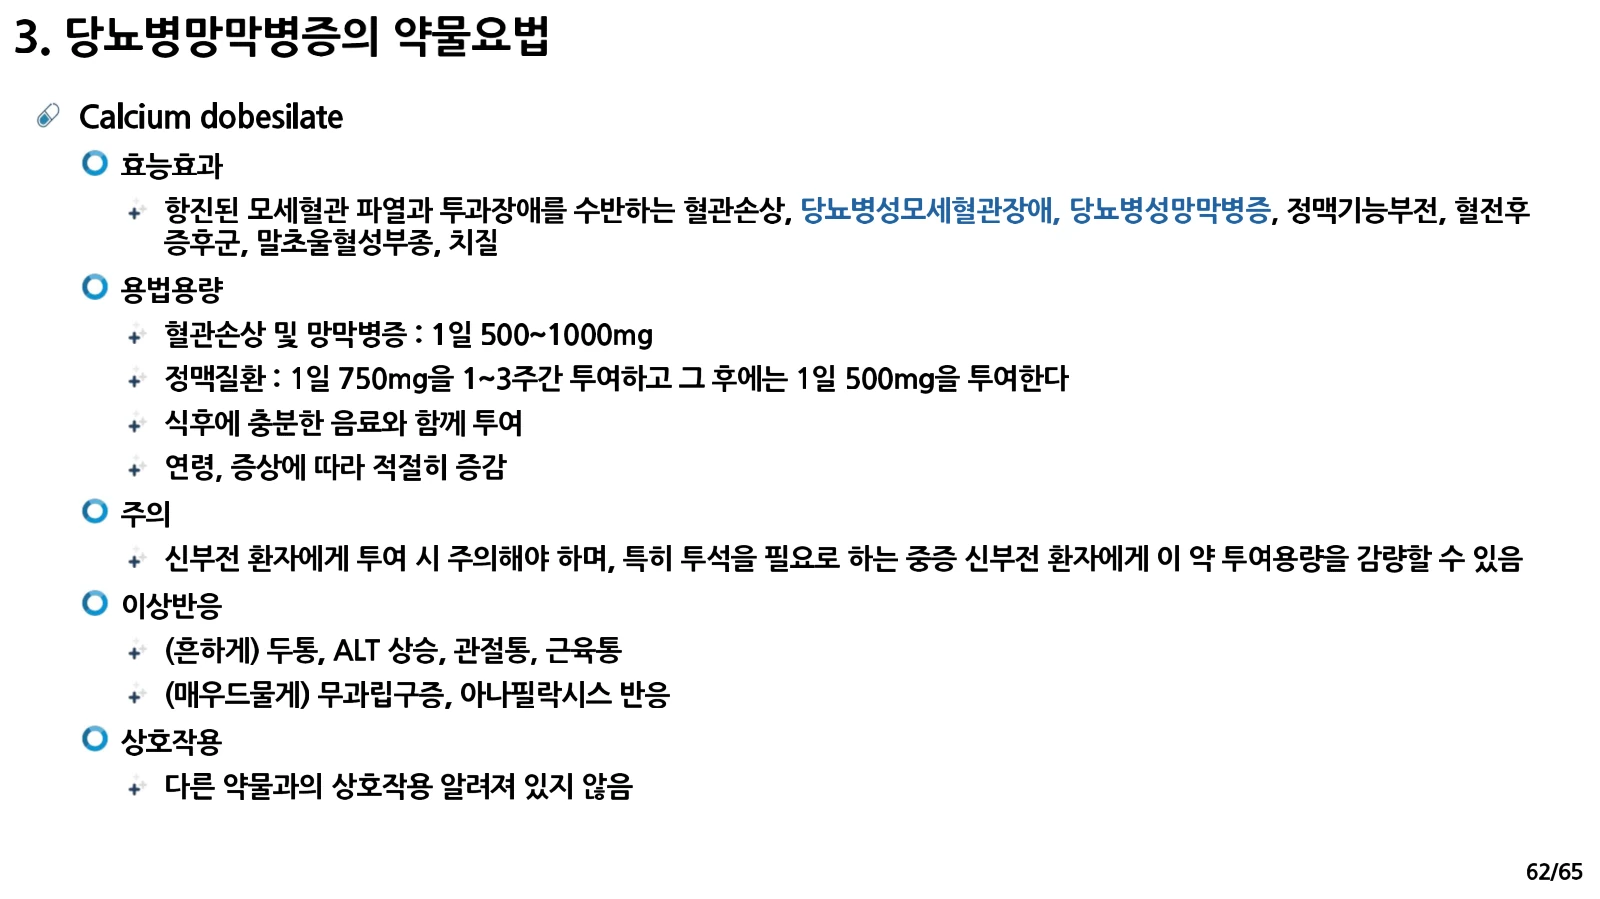 3. 당뇨병망막병증의 약물요법
Calcium dobesilate
효능효과
항진된 모세혈관 파열과 투과장애를 수반하는 혈관손상, 당뇨병성모세혈관장애, 당뇨병성망막병증, 정맥기능부전, 혈전후
증후군, 말초울혈성부종, 치질
용법용량
혈관손상 및 망막병증 : 1일 500~1000mg
정맥질환 : 1일 750mg을 1~3주간 투여하고 그 후에는 1일 500mg을 투여한다
식후에 충분한 음료와 함께 투여
연령, 증상에 따라 적절히 증감
주의
신부전 환자에게 투여 시 주의해야 하며, 특히 투석을 필요로 하는 중증 신부전 환자에게 이 약 투여용량을 감량할 수 있음
이상반응
(흔하게) 두통, ALT 상승, 관절통, 근육통
(매우드물게) 무과립구증, 아나필락시스 반응
상호작용
다른 약물과의 상호작용 알려져 있지 않음
62/65